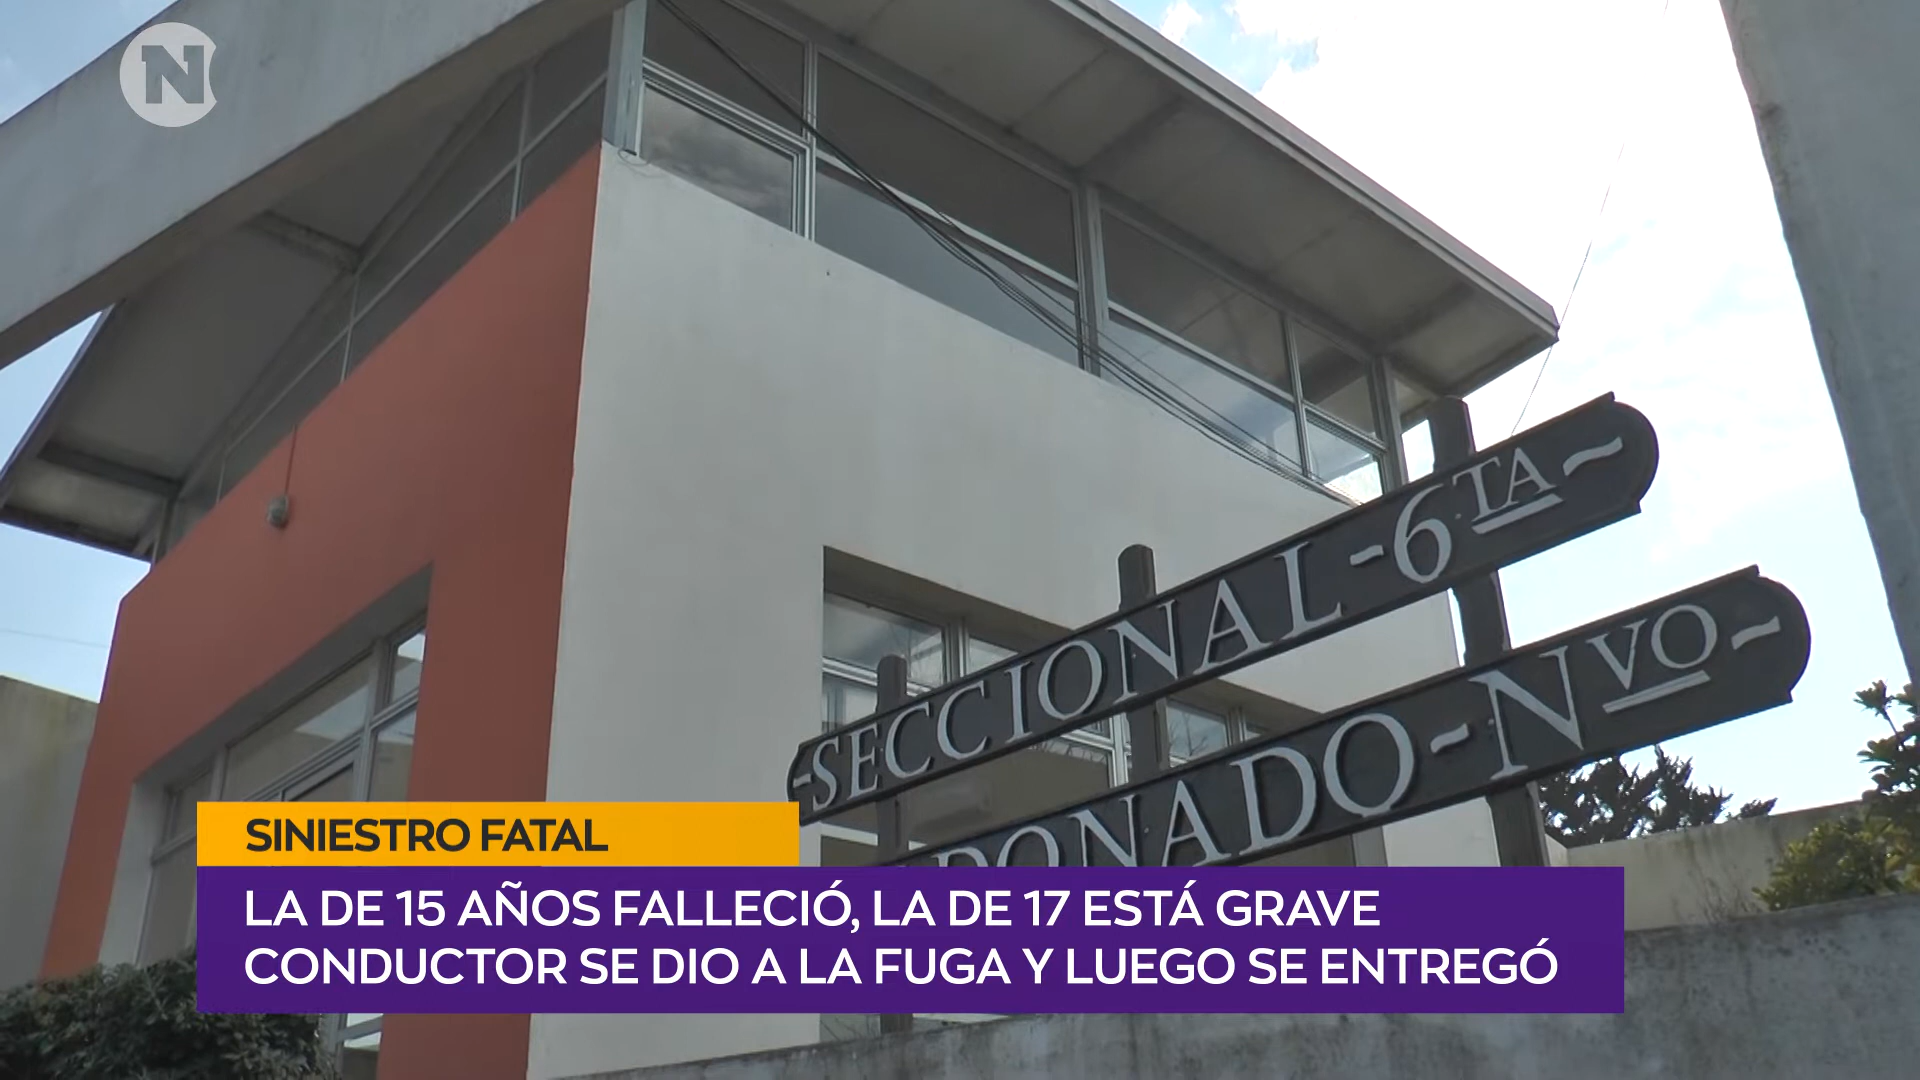 N
-SECCIONAL-6TA-
DONADO-NVO-
SINIESTRO FATAL
LA DE 15 AÑOS FALLECIÓ, LA DE 17 ESTÁ GRAVE
CONDUCTOR SE DIO A LA FUGA Y LUEGO SE ENTREGÓ